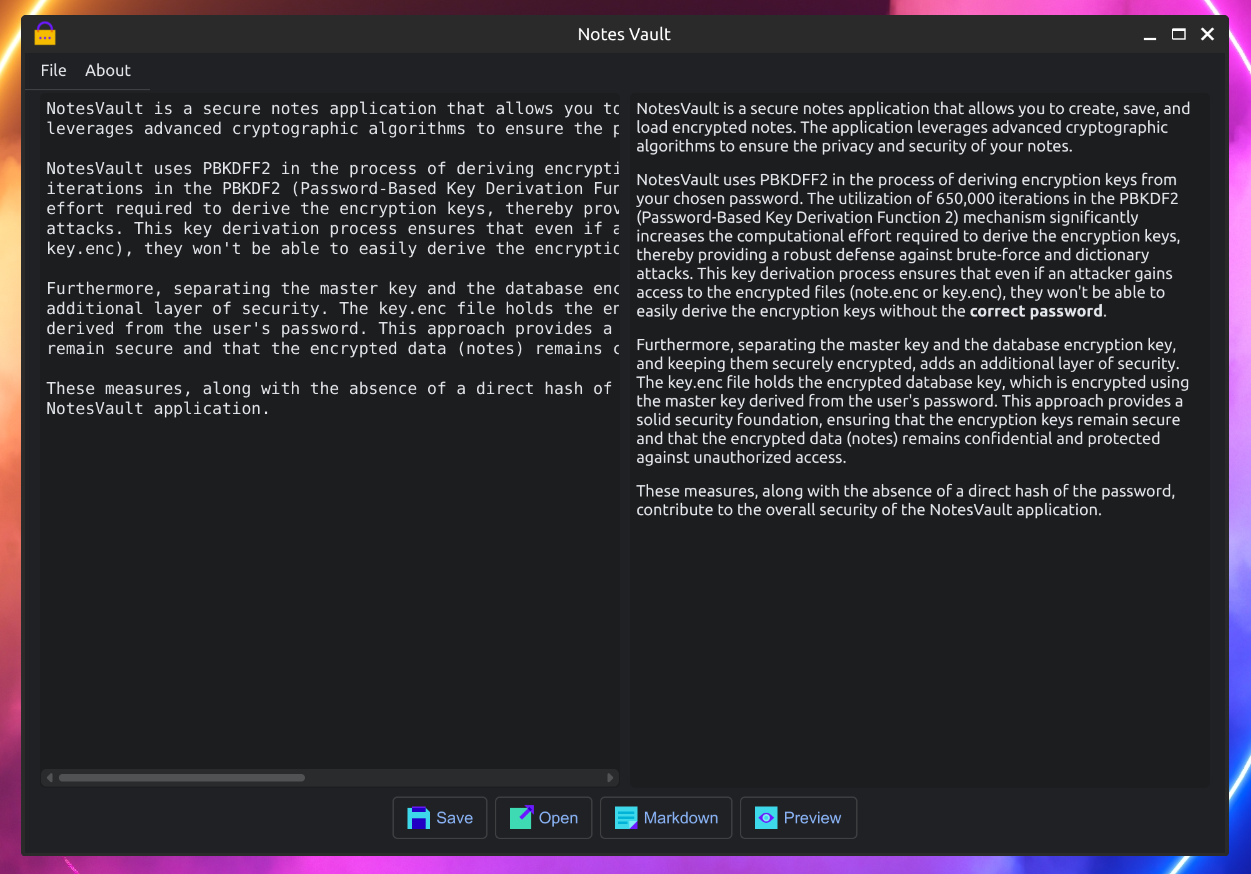 Notes Vault
File About
NotesVault is a secure notes application that allows you to
leverages advanced cryptographic algorithms to ensure the p
NotesVault uses PBKDFF2 in the process of deriving encrypti
iterations in the PBKDF2 (Password-Based Key Derivation Fun
effort required to derive the encryption keys, thereby prov
attacks. This key derivation process ensures that even if a
key.enc), they won't be able to easily derive the encryptio
Furthermore, separating the master key and the database enc
additional layer of security. The key.enc file holds the en
derived from the user's password. This approach provides a
remain secure and that the encrypted data (notes) remains c
These measures, along with the absence of a direct hash of
NotesVault application.
NotesVault is a secure notes application that allows you to create, save, and
load encrypted notes. The application leverages advanced cryptographic
algorithms to ensure the privacy and security of your notes.
NotesVault uses PBKDFF2 in the process of deriving encryption keys from
your chosen password. The utilization of 650,000 iterations in the PBKDF2
(Password-Based Key Derivation Function 2) mechanism significantly
increases the computational effort required to derive the encryption keys,
thereby providing a robust defense against brute-force and dictionary
attacks. This key derivation process ensures that even if an attacker gains
access to the encrypted files (note.enc or key.enc), they won't be able to
easily derive the encryption keys without the correct password.
Furthermore, separating the master key and the database encryption key,
and keeping them securely encrypted, adds an additional layer of security.
The key.enc file holds the encrypted database key, which is encrypted using
the master key derived from the user's password. This approach provides a
solid security foundation, ensuring that the encryption keys remain secure
and that the encrypted data (notes) remains confidential and protected
against unauthorized access.
These measures, along with the absence of a direct hash of the password,
contribute to the overall security of the NotesVault application.
Save Open Markdown Preview